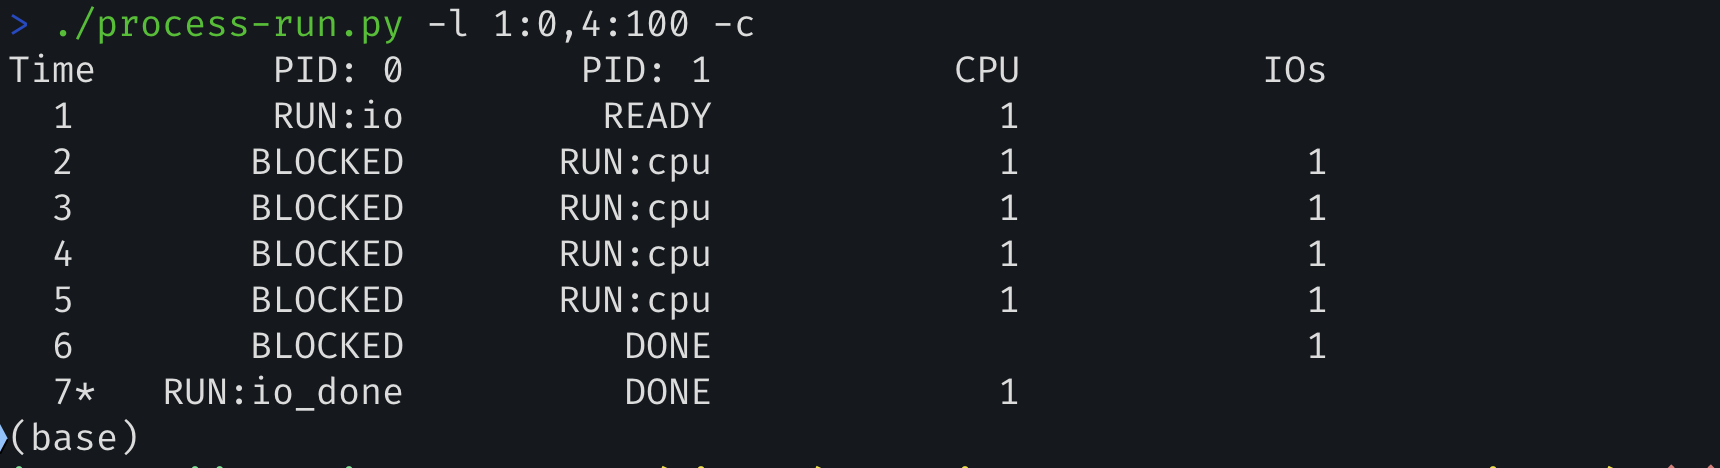 > ./process-run.py -l 1:0,4:100 -c
Time PID: 0 PID: 1 CPU IOs
1 RUN:io READY 1
2 BLOCKED RUN:cpu 1 1
3 BLOCKED RUN:cpu 1 1
4 BLOCKED RUN:cpu 1 1
5 BLOCKED RUN:cpu 1 1
6 BLOCKED DONE 1
7* RUN:io_done DONE 1
(base)